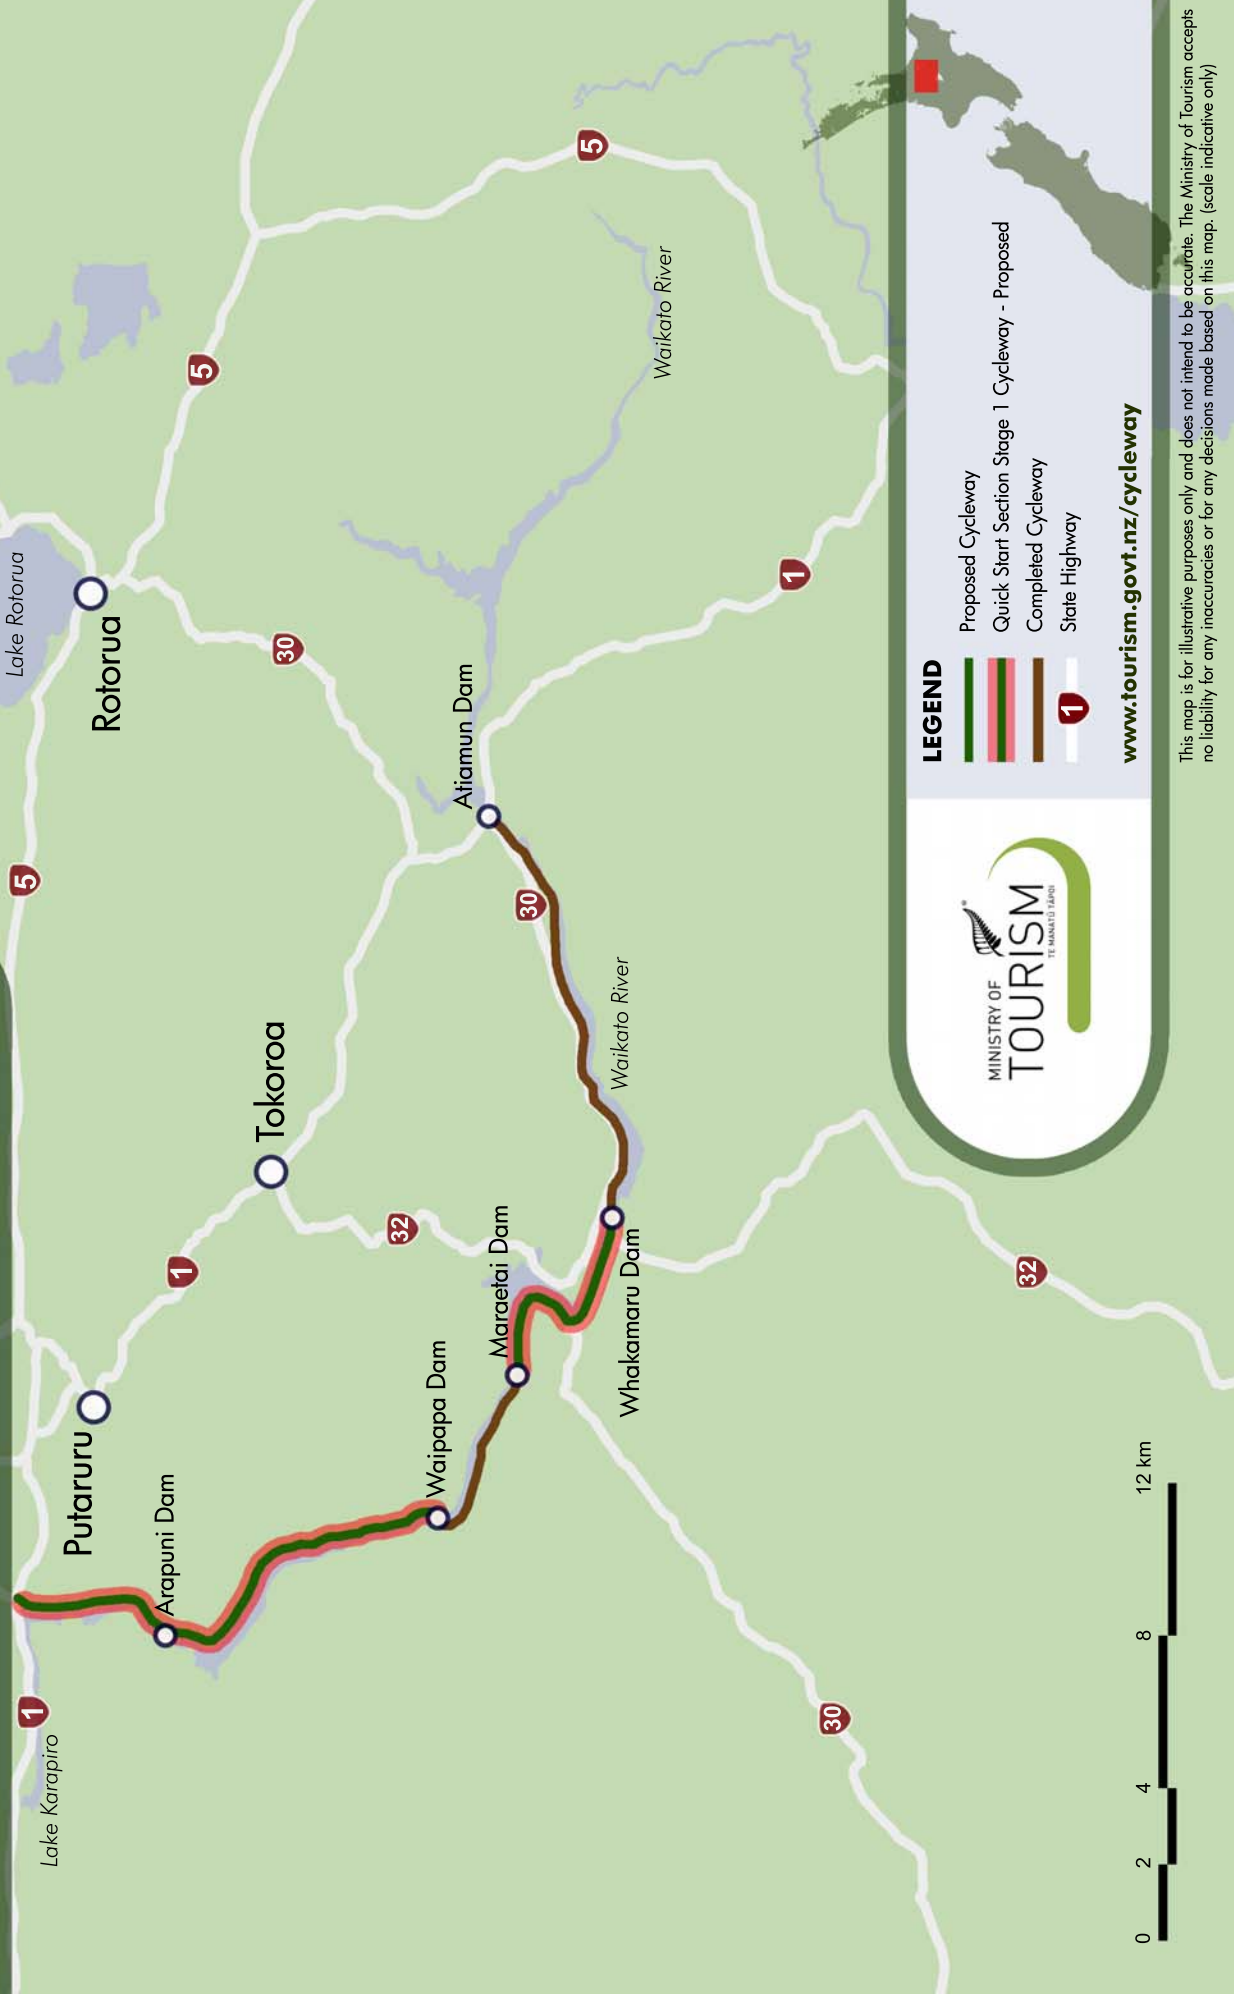 Lake Rotorua
Rotorua
5
5
5
30
Waikato River
Atiamun Dam
1
30
Tokoroa
Waikato River
32
Maraetai Dam
Whakamaru Dam
1
Putaruru
Waipapa Dam
Arapuni Dam
1
Lake Karapiro
32
30
0
2
4
8
12 km
MINISTRY OF
TOURISM
TE MANATŪ TĀPOI
LEGEND
Proposed Cycleway
Quick Start Section Stage 1 Cycleway - Proposed
Completed Cycleway
1
State Highway
www.tourism.govt.nz/cycleway
This map is for illustrative purposes only and does not intend to be accurate. The Ministry of Tourism accepts
no liability for any inaccuracies or for any decisions made based on this map. (scale indicative only)